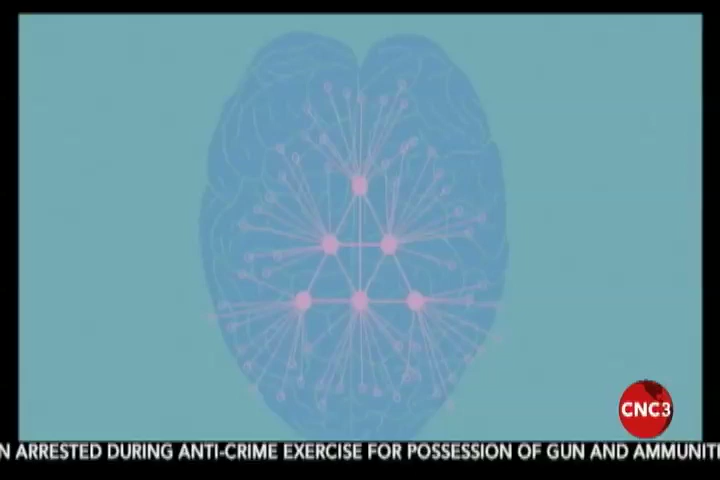 CNC3
N ARRESTED DURING ANTI-CRIME EXERCISE FOR POSSESSION OF GUN AND AMMUNITI